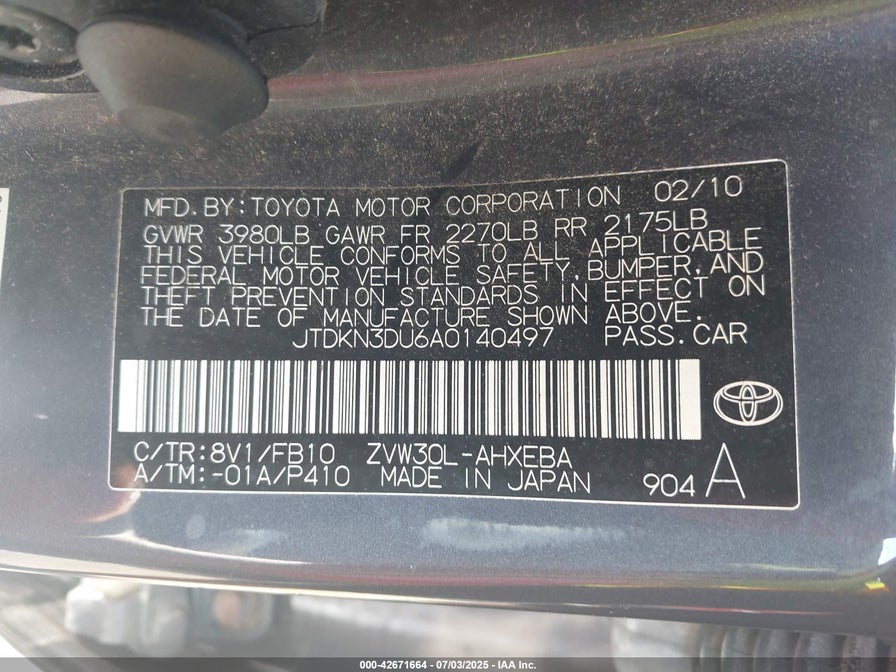 MFD.BY:TOYOTA MOTOR CORPORATION 02/10
GVWR 3980LB GAWR FR 2270LB RR 2175LB
THIS VEHICLE CONFORMS TO ALL APPLICABLE
FEDERAL MOTOR VEHICLE SAFETY,BUMPER,AND
THEFT PREVENTION STANDARDS IN EFFECT ON
THE DATE OF MANUFACTURE SHOWN ABOVE.
JTDKN3DU6A0140497 PASS.CAR
C/TR:8V1/FB10 ZVW30L-AHXEBA
A/TM:-01A/P410 MADE IN JAPAN 904 A
000-42671664 - 07/03/2025 - IAA Inc.